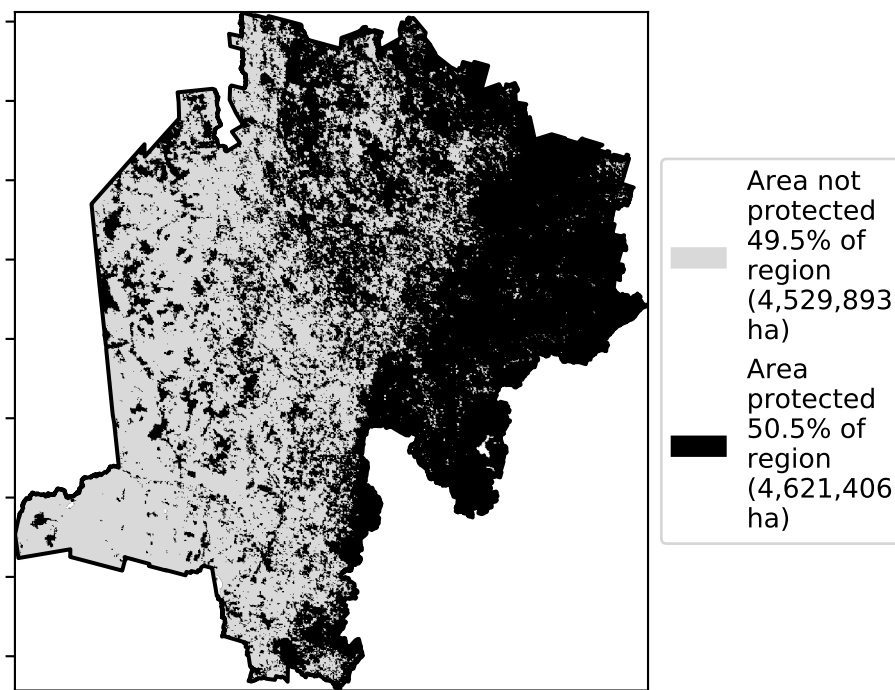 Area not
protected
49.5% of
region
(4,529,893
ha)
Area
protected
50.5% of
region
(4,621,406
ha)